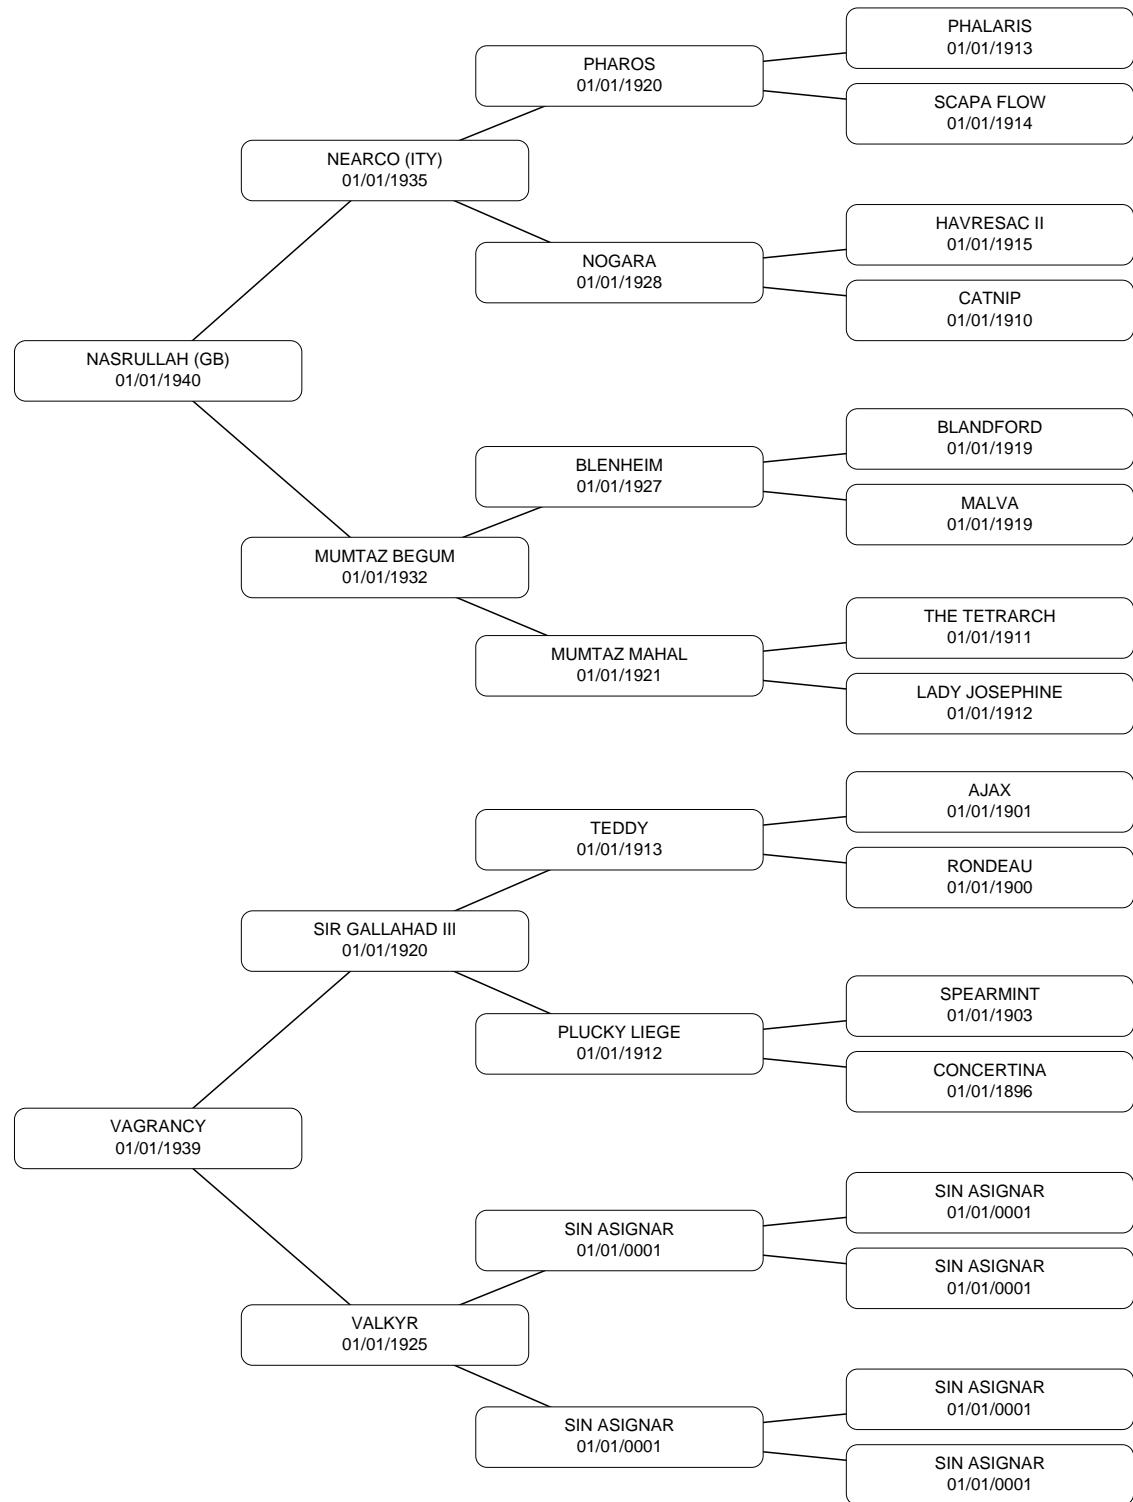 PHALARIS
01/01/1913
PHAROS
01/01/1920
SCAPA FLOW
01/01/1914
NEARCO (ITY)
01/01/1935
HAVRESAC II
01/01/1915
NOGARA
01/01/1928
CATNIP
01/01/1910
NASRULLAH (GB)
01/01/1940
BLANDFORD
01/01/1919
BLENHEIM
01/01/1927
MALVA
01/01/1919
MUMTAZ BEGUM
01/01/1932
THE TETRARCH
01/01/1911
MUMTAZ MAHAL
01/01/1921
LADY JOSEPHINE
01/01/1912
AJAX
01/01/1901
TEDDY
01/01/1913
RONDEAU
01/01/1900
SIR GALLAHAD III
01/01/1920
SPEARMINT
01/01/1903
PLUCKY LIEGE
01/01/1912
CONCERTINA
01/01/1896
VAGRANCY
01/01/1939
SIN ASIGNAR
01/01/0001
SIN ASIGNAR
01/01/0001
SIN ASIGNAR
01/01/0001
VALKYR
01/01/1925
SIN ASIGNAR
01/01/0001
SIN ASIGNAR
01/01/0001
SIN ASIGNAR
01/01/0001